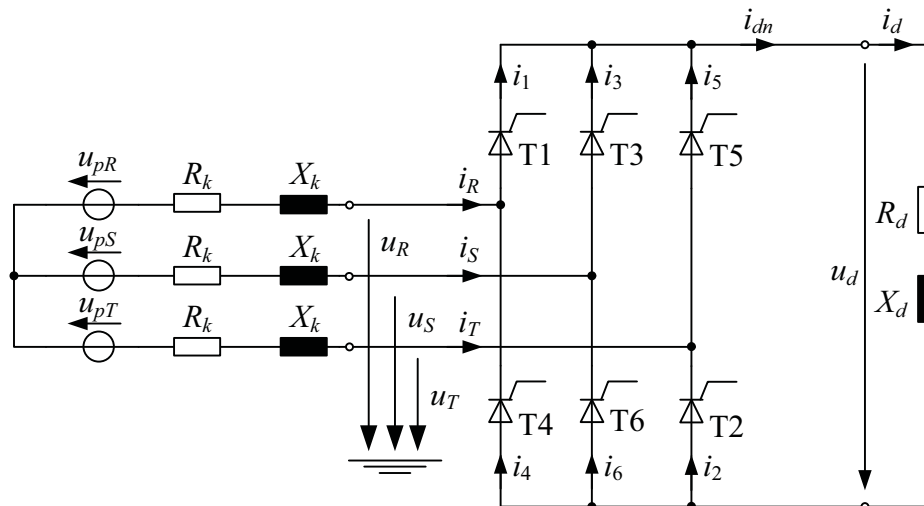 i_dn i_d
i_1 i_3 i_5
T1 T3 T5
u_pR R_k X_k i_R
u_pS R_k X_k u_R i_S
u_pT R_k X_k u_S i_T
u_T
R_d
u_d
X_d
T4 T6 T2
i_4 i_6 i_2